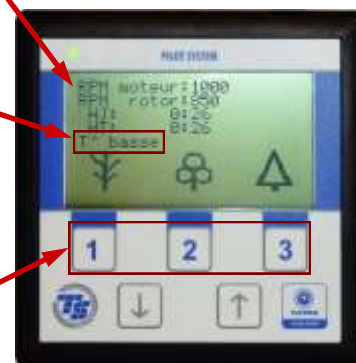 PILOT SYSTEM
RPM moteur:1000
RPM rotor:850
HJ: 0:26
HT: 0:26
T° basse
1 2 3
TS